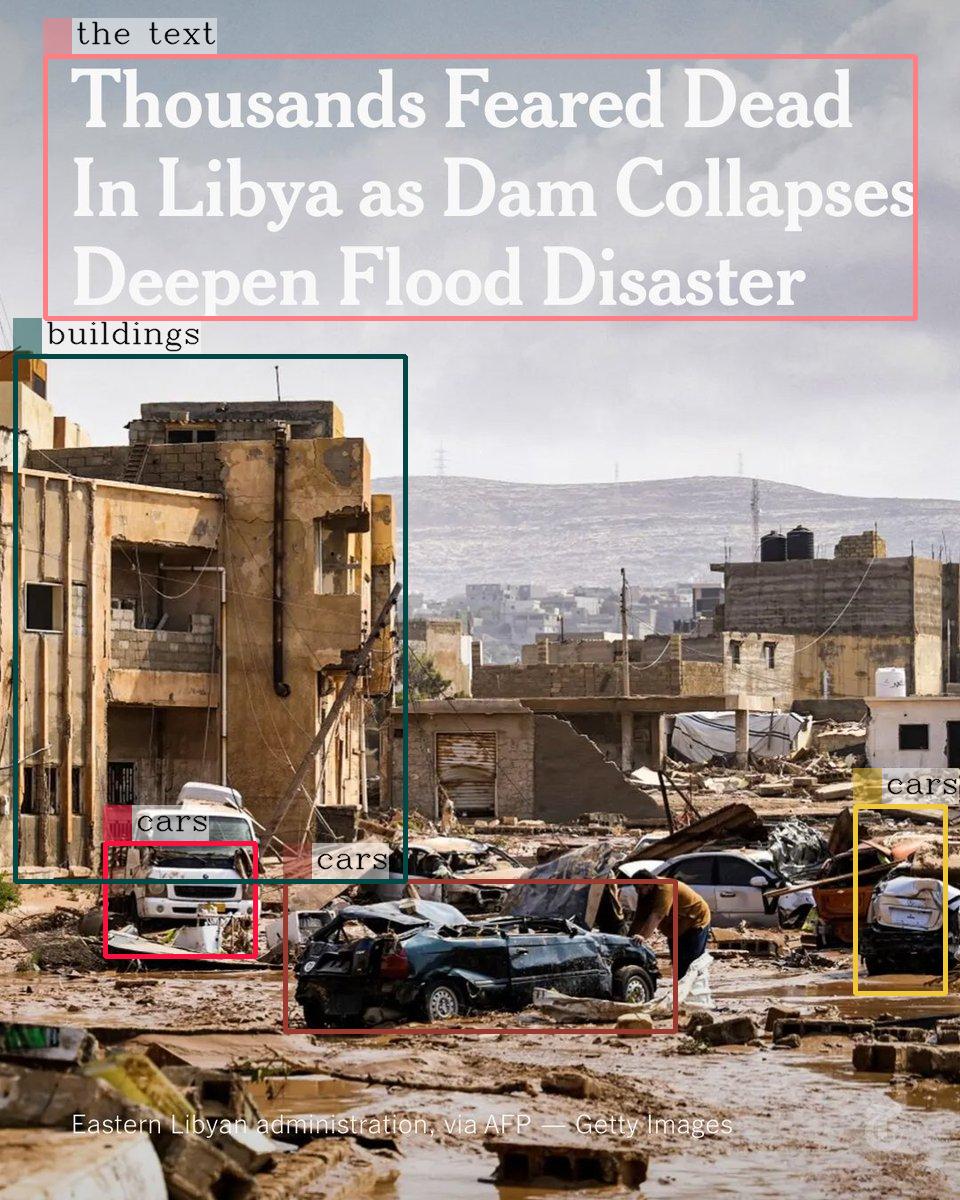 the text
Thousands Feared Dead
In Libya as Dam Collapses
Deepen Flood Disaster
buildings
cars
cars
cars
Eastern Libyan administration, via AFP — Getty Images